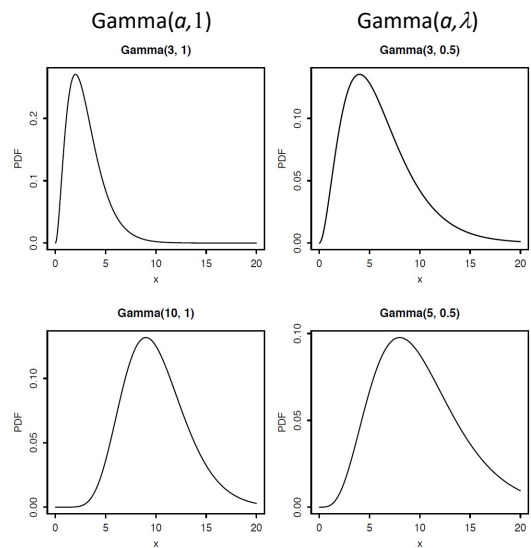 Gamma(α,1)
Gamma(α,λ)
Gamma(3, 1)
PDF
0.0 0.1 0.2
0 5 10 15 20
x
Gamma(3, 0.5)
PDF
0.00 0.05 0.10
0 5 10 15 20
x
Gamma(10, 1)
PDF
0.00 0.05 0.10
0 5 10 15 20
x
Gamma(5, 0.5)
PDF
0.00 0.05 0.10
0 5 10 15 20
x